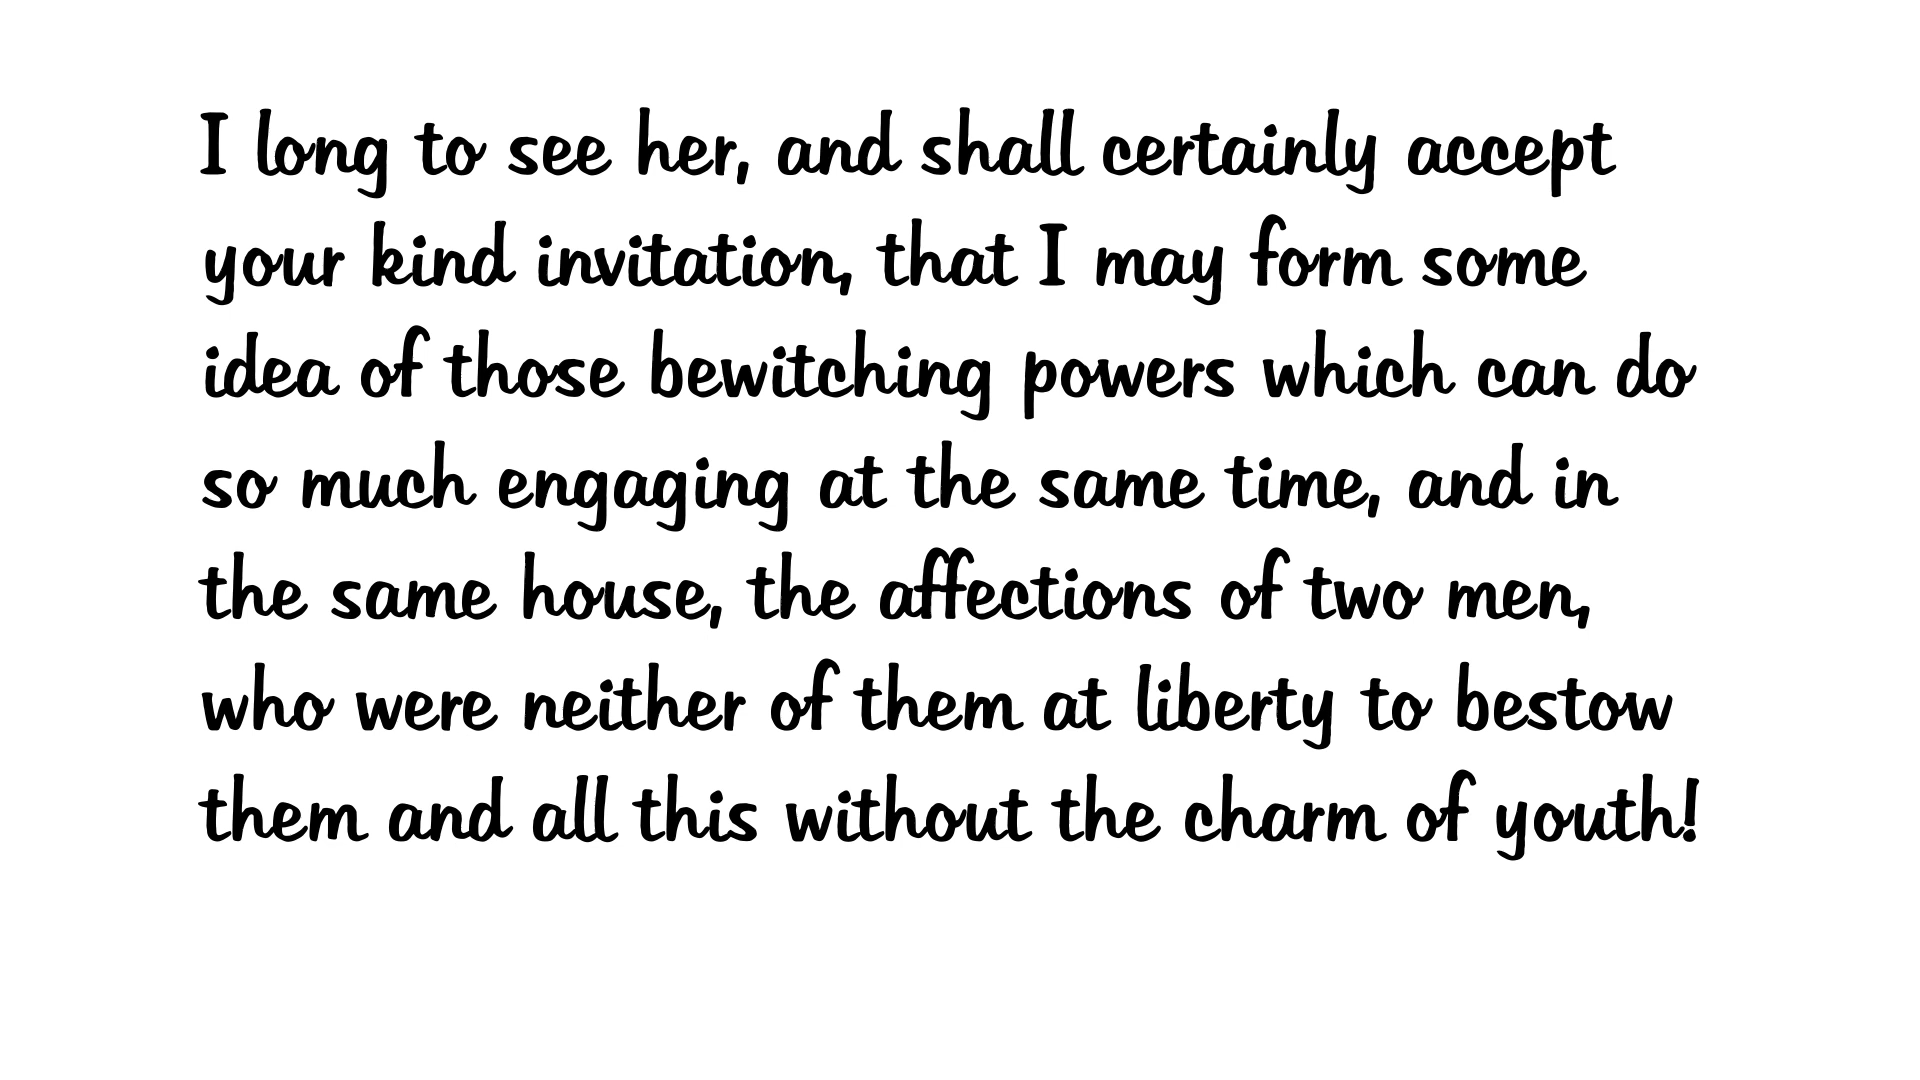 I long to see her, and shall certainly accept
your kind invitation, that I may form some
idea of those bewitching powers which can do
so much engaging at the same time, and in
the same house, the affections of two men,
who were neither of them at liberty to bestow
them and all this without the charm of youth!